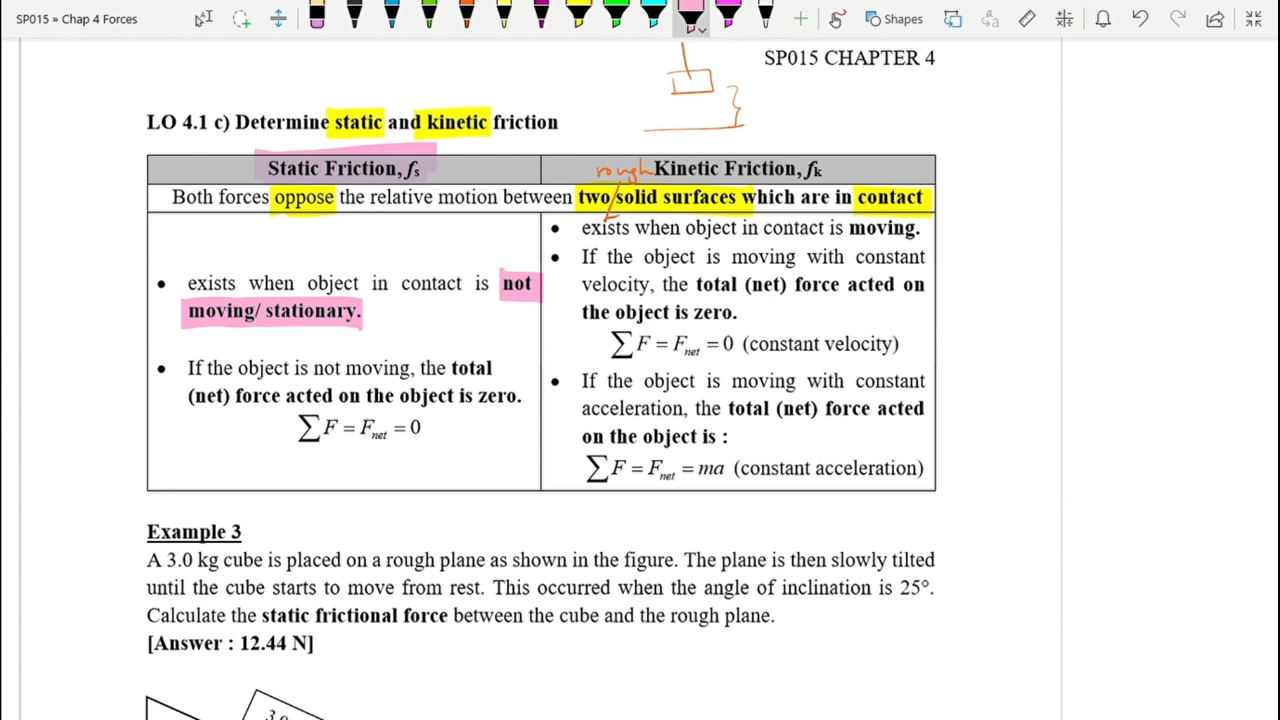 SP015 » Chap 4 Forces
Shapes
SP015 CHAPTER 4
LO 4.1 c) Determine static and kinetic friction
Static Friction, fs
rough
Kinetic Friction, fk
Both forces oppose the relative motion between two solid surfaces which are in contact
• exists when object in contact is not
moving/ stationary.
• If the object is not moving, the total
(net) force acted on the object is zero.
∑F = Fnet = 0
• exists when object in contact is moving.
• If the object is moving with constant
velocity, the total (net) force acted on
the object is zero.
∑F = Fnet = 0 (constant velocity)
• If the object is moving with constant
acceleration, the total (net) force acted
on the object is :
∑F = Fnet = ma (constant acceleration)
Example 3
A 3.0 kg cube is placed on a rough plane as shown in the figure. The plane is then slowly tilted
until the cube starts to move from rest. This occurred when the angle of inclination is 25°.
Calculate the static frictional force between the cube and the rough plane.
[Answer : 12.44 N]